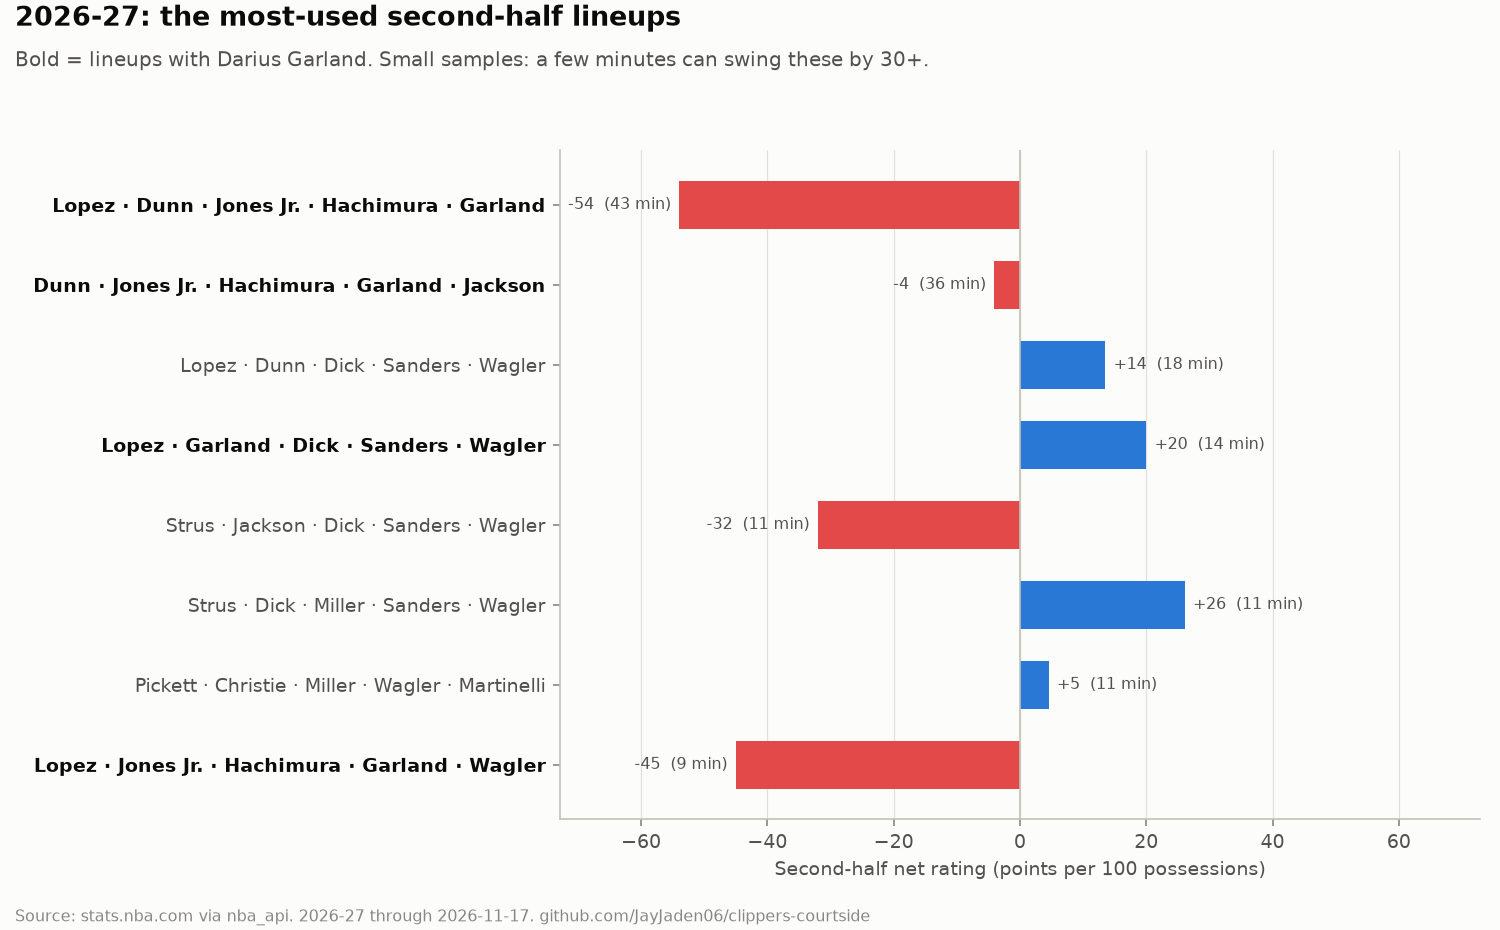 2026-27: the most-used second-half lineups
Bold = lineups with Darius Garland. Small samples: a few minutes can swing these by 30+.
Lopez · Dunn · Jones Jr. · Hachimura · Garland -54 (43 min)
Dunn · Jones Jr. · Hachimura · Garland · Jackson -4 (36 min)
Lopez · Dunn · Dick · Sanders · Wagler +14 (18 min)
Lopez · Garland · Dick · Sanders · Wagler +20 (14 min)
Strus · Jackson · Dick · Sanders · Wagler -32 (11 min)
Strus · Dick · Miller · Sanders · Wagler +26 (11 min)
Pickett · Christie · Miller · Wagler · Martinelli +5 (11 min)
Lopez · Jones Jr. · Hachimura · Garland · Wagler -45 (9 min)
−60 −40 −20 0 20 40 60
Second-half net rating (points per 100 possessions)
Source: stats.nba.com via nba_api. 2026-27 through 2026-11-17. github.com/JayJaden06/clippers-courtside